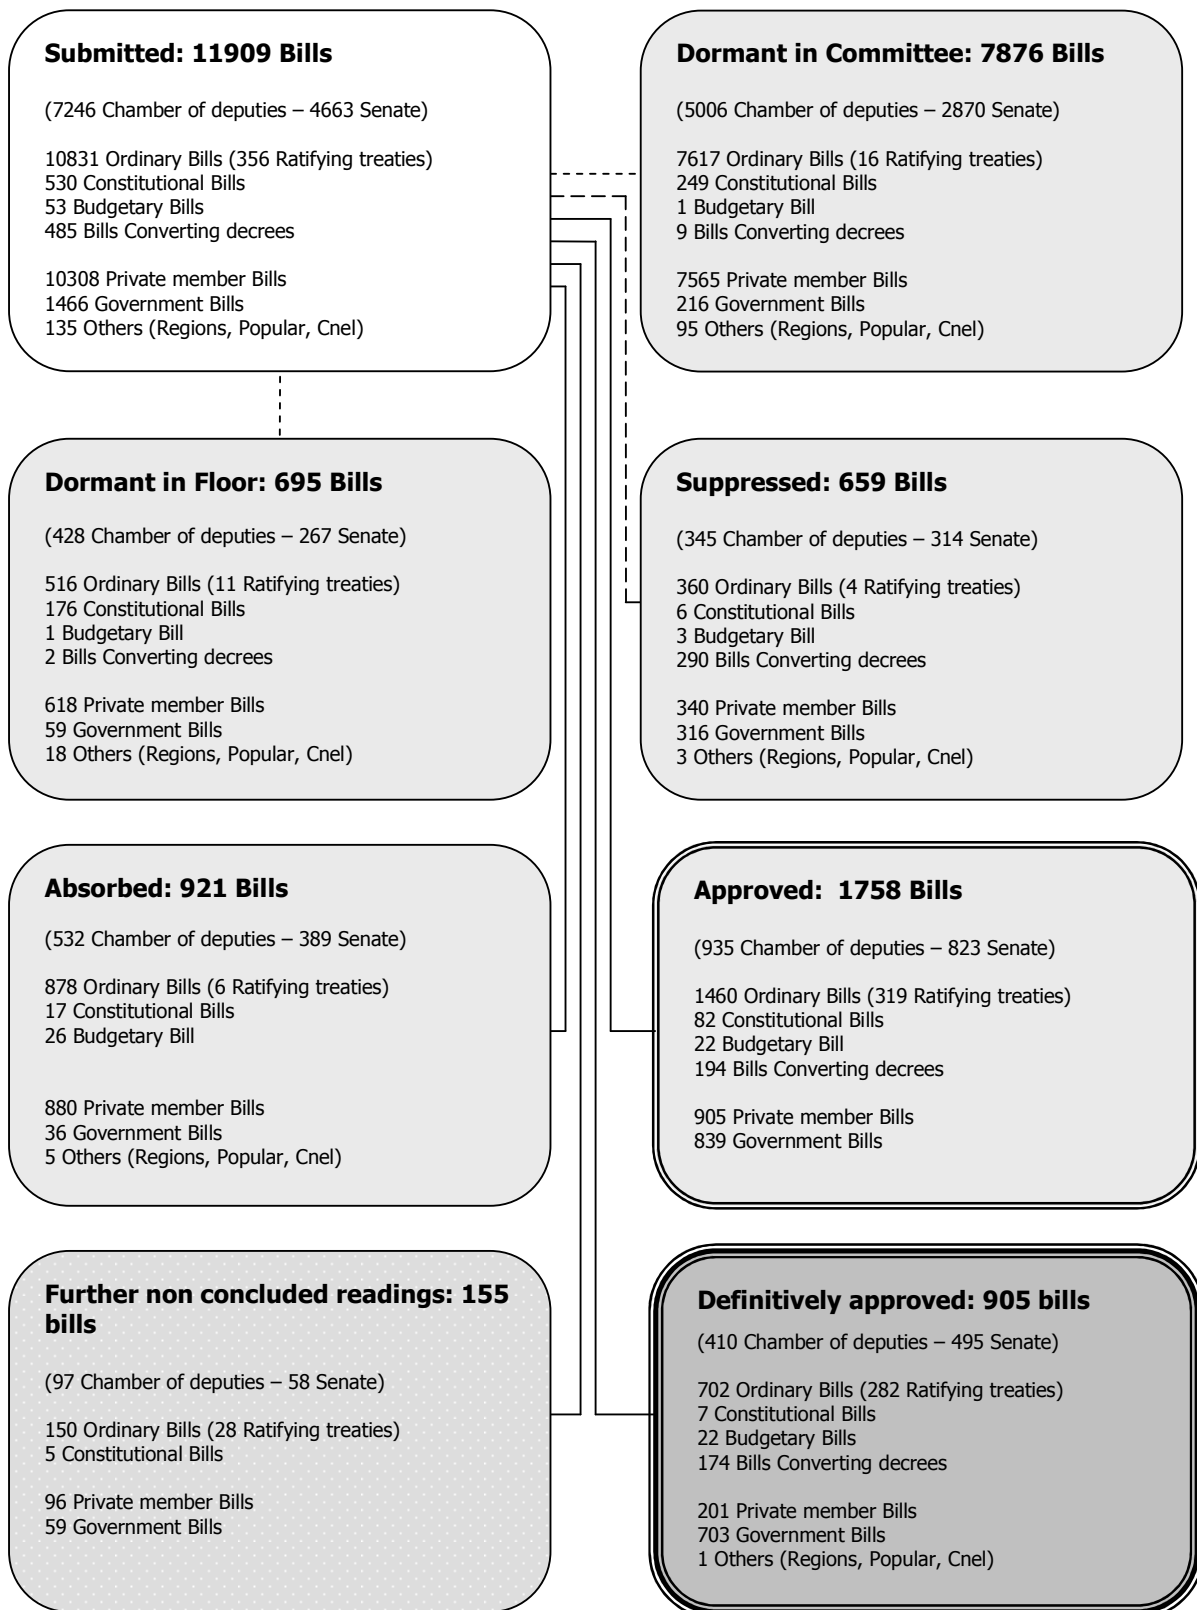 Submitted: 11909 Bills
(7246 Chamber of deputies – 4663 Senate)
10831 Ordinary Bills (356 Ratifying treaties)
530 Constitutional Bills
53 Budgetary Bills
485 Bills Converting decrees
10308 Private member Bills
1466 Government Bills
135 Others (Regions, Popular, Cnel)
Dormant in Committee: 7876 Bills
(5006 Chamber of deputies – 2870 Senate)
7617 Ordinary Bills (16 Ratifying treaties)
249 Constitutional Bills
1 Budgetary Bill
9 Bills Converting decrees
7565 Private member Bills
216 Government Bills
95 Others (Regions, Popular, Cnel)
Dormant in Floor: 695 Bills
(428 Chamber of deputies – 267 Senate)
516 Ordinary Bills (11 Ratifying treaties)
176 Constitutional Bills
1 Budgetary Bill
2 Bills Converting decrees
618 Private member Bills
59 Government Bills
18 Others (Regions, Popular, Cnel)
Suppressed: 659 Bills
(345 Chamber of deputies – 314 Senate)
360 Ordinary Bills (4 Ratifying treaties)
6 Constitutional Bills
3 Budgetary Bill
290 Bills Converting decrees
340 Private member Bills
316 Government Bills
3 Others (Regions, Popular, Cnel)
Absorbed: 921 Bills
(532 Chamber of deputies – 389 Senate)
878 Ordinary Bills (6 Ratifying treaties)
17 Constitutional Bills
26 Budgetary Bill
880 Private member Bills
36 Government Bills
5 Others (Regions, Popular, Cnel)
Approved: 1758 Bills
(935 Chamber of deputies – 823 Senate)
1460 Ordinary Bills (319 Ratifying treaties)
82 Constitutional Bills
22 Budgetary Bill
194 Bills Converting decrees
905 Private member Bills
839 Government Bills
Further non concluded readings: 155
bills
(97 Chamber of deputies – 58 Senate)
150 Ordinary Bills (28 Ratifying treaties)
5 Constitutional Bills
96 Private member Bills
59 Government Bills
Definitively approved: 905 bills
(410 Chamber of deputies – 495 Senate)
702 Ordinary Bills (282 Ratifying treaties)
7 Constitutional Bills
22 Budgetary Bills
174 Bills Converting decrees
201 Private member Bills
703 Government Bills
1 Others (Regions, Popular, Cnel)